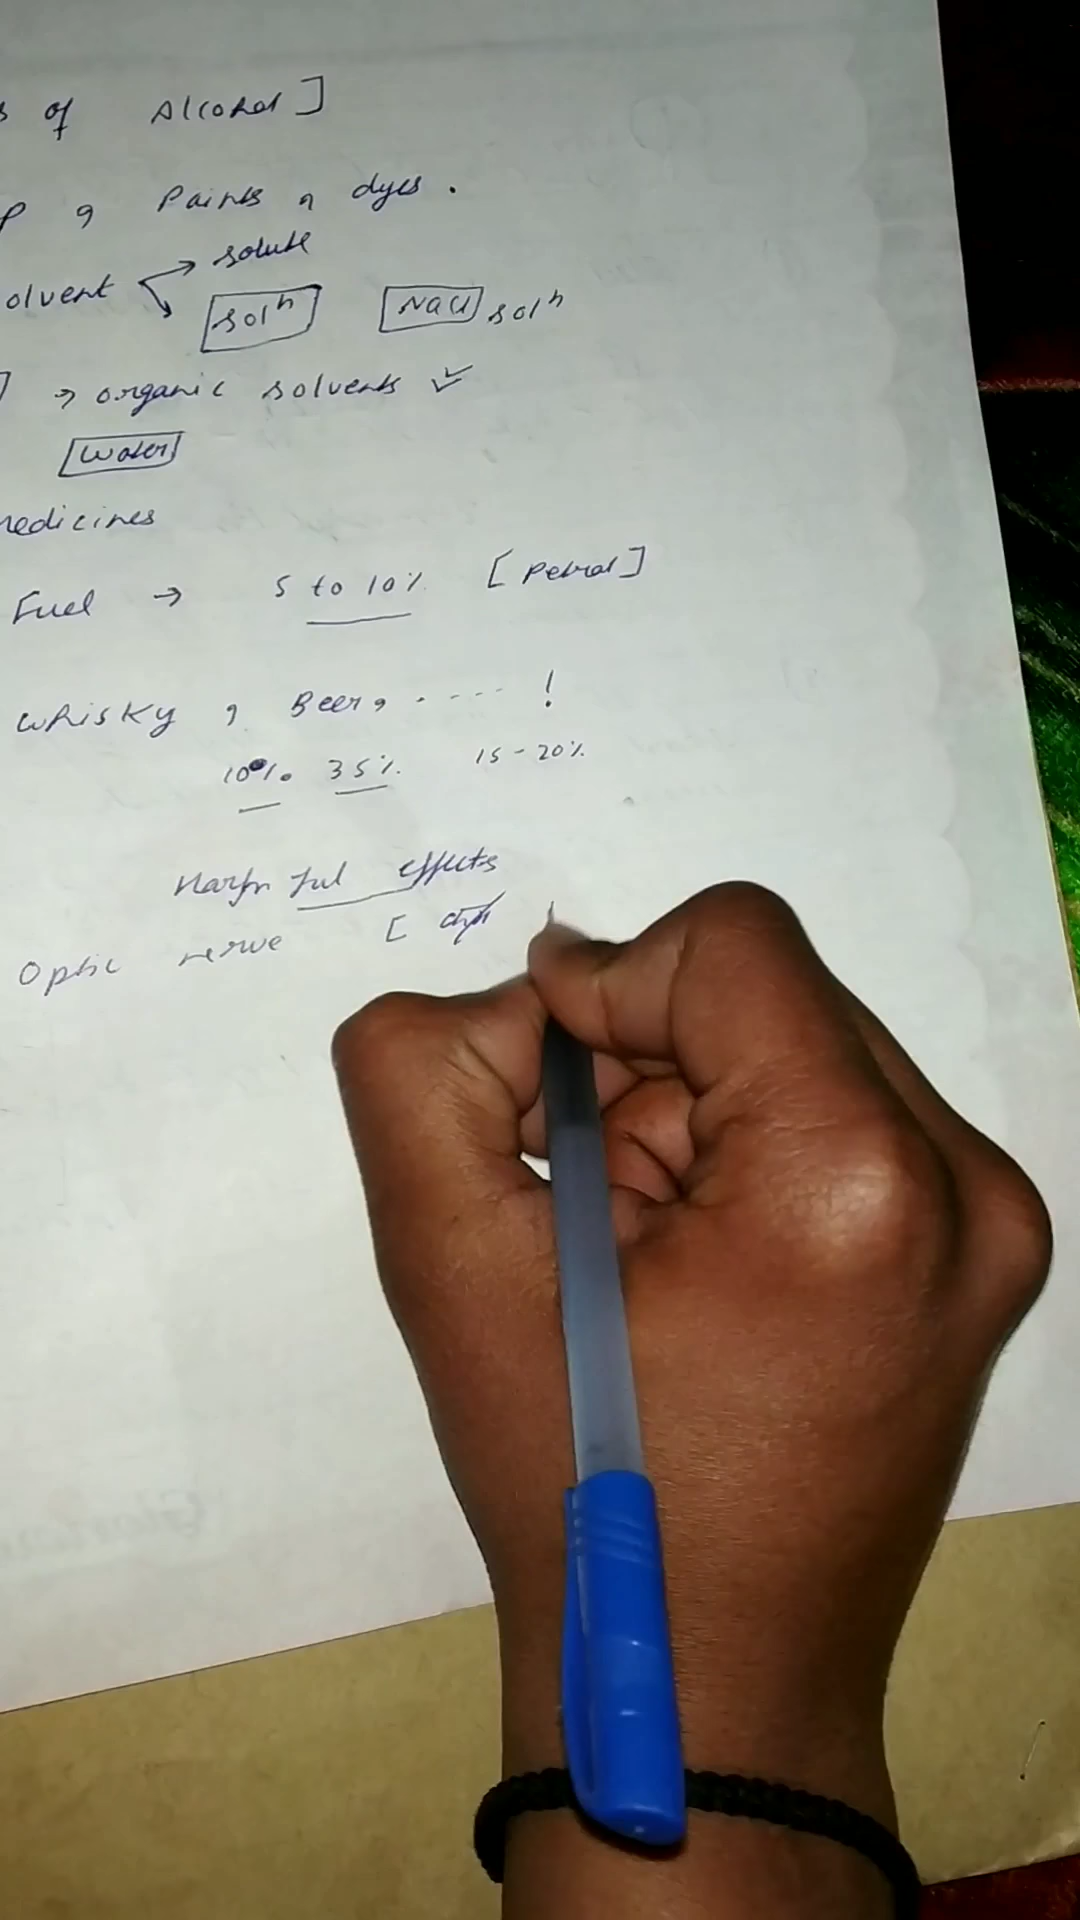 s of Alcohol]
P , Paints , dyes .
solute
olvent
[soln] [NaCl] soln
] → organic solvents ✓
[Water]
medicines
Fuel → 5 to 10% [Petrol]
Whisky , Beer, . - - - - !
10%. 35%. 15 - 20%
Harmful effects
Optic nerve [